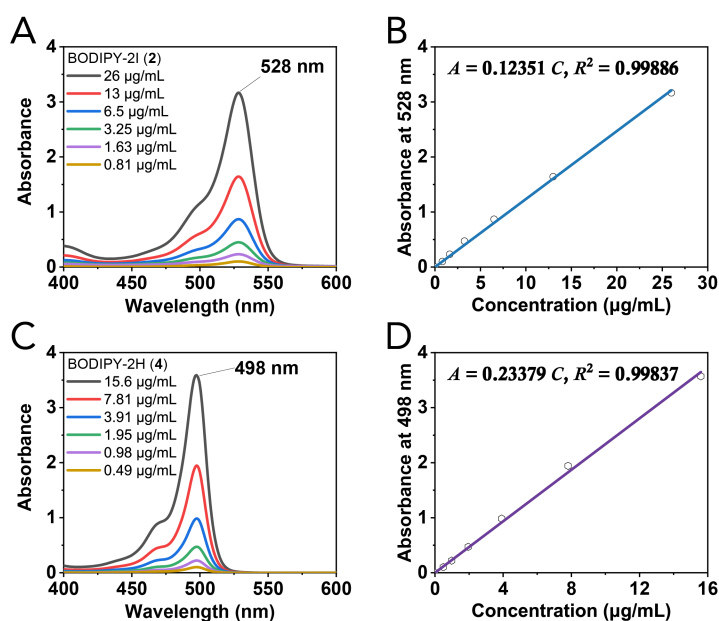 A
BODIPY-2I (2)
26 µg/mL
13 µg/mL
6.5 µg/mL
3.25 µg/mL
1.63 µg/mL
0.81 µg/mL
528 nm
Absorbance
4
3
2
1
0
400
450
500
550
600
Wavelength (nm)
B
A = 0.12351 C, R² = 0.99886
Absorbance at 528 nm
4
3
2
1
0
0
5
10
15
20
25
30
Concentration (µg/mL)
C
BODIPY-2H (4)
15.6 µg/mL
7.81 µg/mL
3.91 µg/mL
1.95 µg/mL
0.98 µg/mL
0.49 µg/mL
498 nm
Absorbance
4
3
2
1
0
400
450
500
550
600
Wavelength (nm)
D
A = 0.23379 C, R² = 0.99837
Absorbance at 498 nm
4
3
2
1
0
0
4
8
12
16
Concentration (µg/mL)